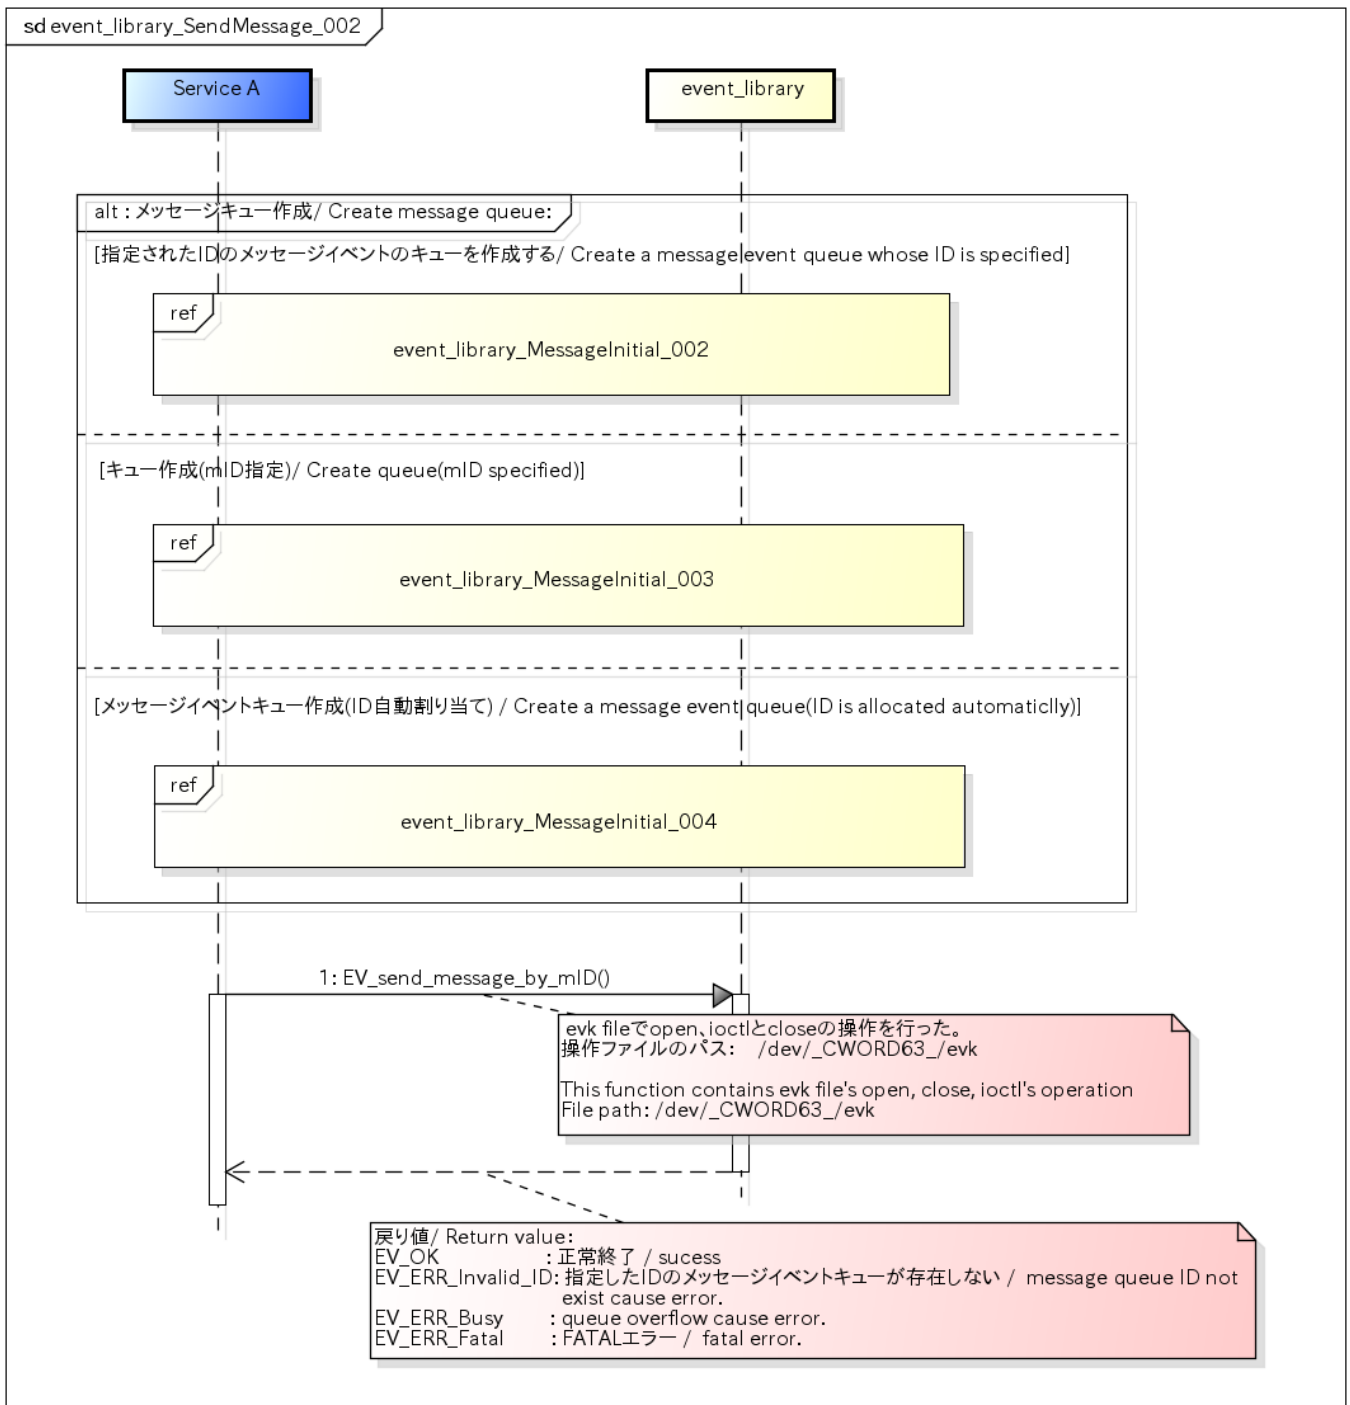 sd event_library_SendMessage_002
Service A
event_library
alt : メッセージキュー作成/ Create message queue:
[指定されたIDのメッセージイベントのキューを作成する/ Create a message event queue whose ID is specified]
ref
event_library_MessageInitial_002
[キュー作成(mID指定)/ Create queue(mID specified)]
ref
event_library_MessageInitial_003
[メッセージイベントキュー作成(ID自動割り当て) / Create a message event queue(ID is allocated automaticlly)]
ref
event_library_MessageInitial_004
1: EV_send_message_by_mID()
evk fileでopen、ioctlとcloseの操作を行った。
操作ファイルのパス： /dev/_CWORD63_/evk
This function contains evk file's open, close, ioctl's operation
File path: /dev/_CWORD63_/evk
戻り値/ Return value:
EV_OK : 正常終了 / sucess
EV_ERR_Invalid_ID: 指定したIDのメッセージイベントキューが存在しない / message queue ID not
exist cause error.
EV_ERR_Busy : queue overflow cause error.
EV_ERR_Fatal : FATALエラー / fatal error.